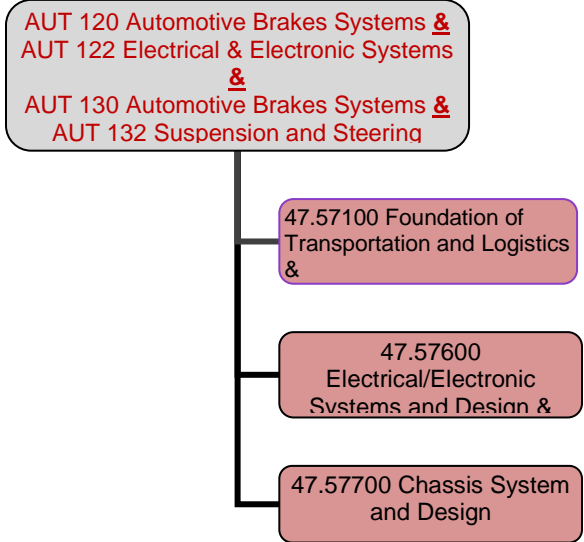 AUT 120 Automotive Brakes Systems &
AUT 122 Electrical & Electronic Systems
&
AUT 130 Automotive Brakes Systems &
AUT 132 Suspension and Steering
47.57100 Foundation of
Transportation and Logistics
&
47.57600
Electrical/Electronic
Systems and Design &
47.57700 Chassis System
and Design